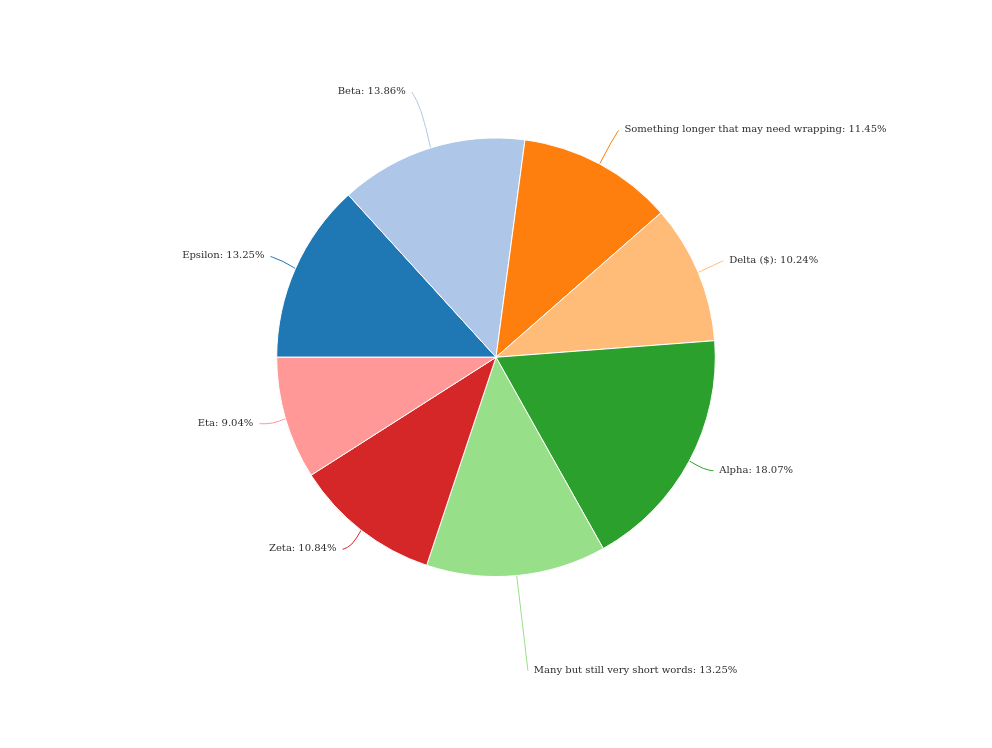 Beta: 13.86%
Something longer that may need wrapping: 11.45%
Epsilon: 13.25%
Delta ($): 10.24%
Eta: 9.04%
Alpha: 18.07%
Zeta: 10.84%
Many but still very short words: 13.25%